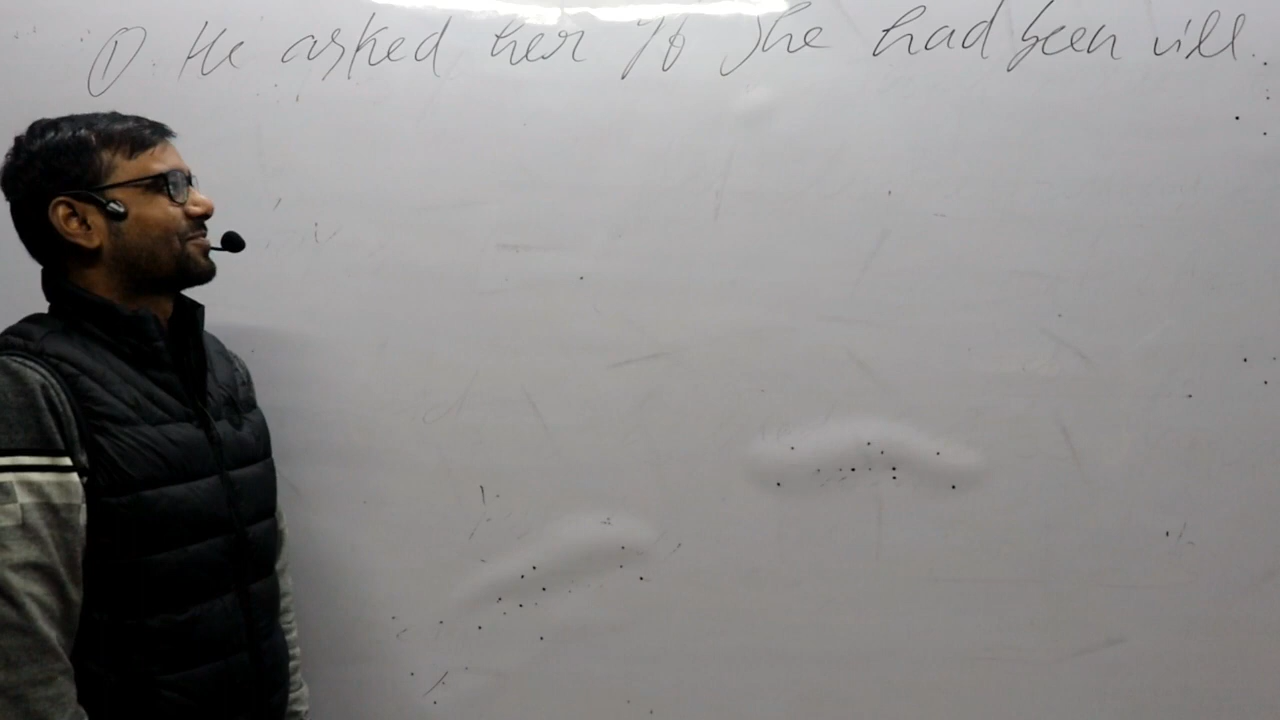 ① He asked her if she had been ill.